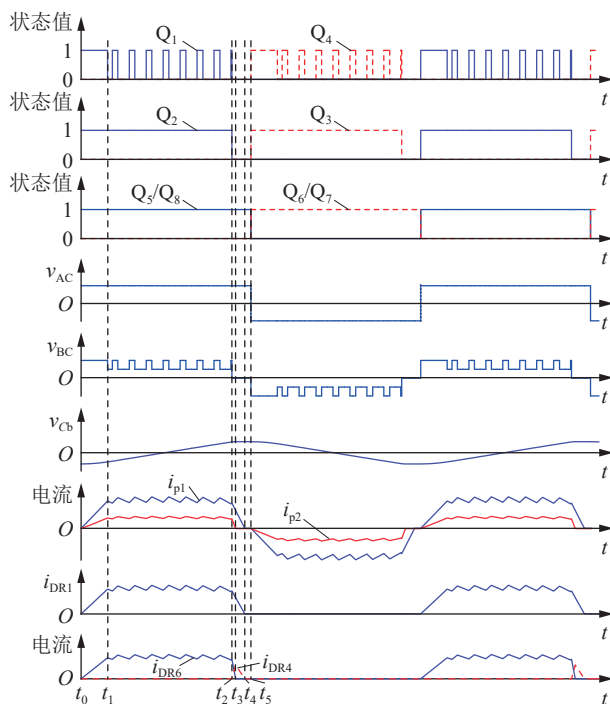 状态值
Q1
Q4
1
0
t
状态值
Q2
Q3
1
0
t
状态值
Q5/Q8
Q6/Q7
1
0
t
vAC
O
t
vBC
O
t
vCb
O
t
电流
ip1
ip2
O
t
iDR1
O
t
电流
iDR6
iDR4
O
t
t0 t1 t2 t3 t4 t5